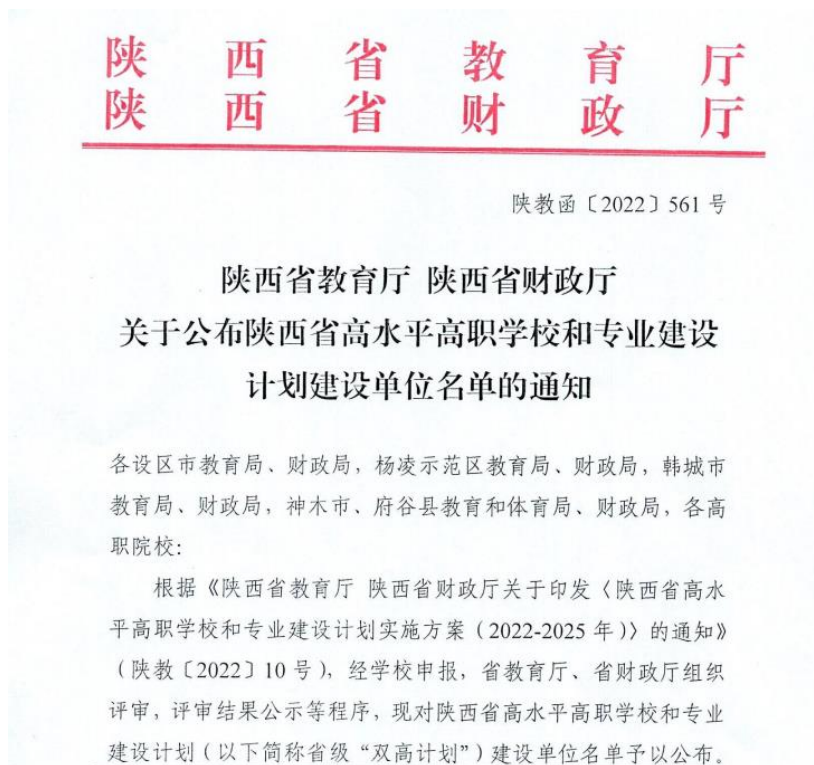 陕西省教育厅
陕西省财政厅
陕教函〔2022〕561号
陕西省教育厅 陕西省财政厅
关于公布陕西省高水平高职学校和专业建设
计划建设单位名单的通知
各设区市教育局、财政局，杨凌示范区教育局、财政局，韩城市
教育局、财政局，神木市、府谷县教育和体育局、财政局，各高
职院校：
根据《陕西省教育厅 陕西省财政厅关于印发〈陕西省高水
平高职学校和专业建设计划实施方案（2022-2025年）〉的通知》
（陕教〔2022〕10号），经学校申报，省教育厅、省财政厅组织
评审，评审结果公示等程序，现对陕西省高水平高职学校和专业
建设计划（以下简称省级“双高计划”）建设单位名单予以公布。